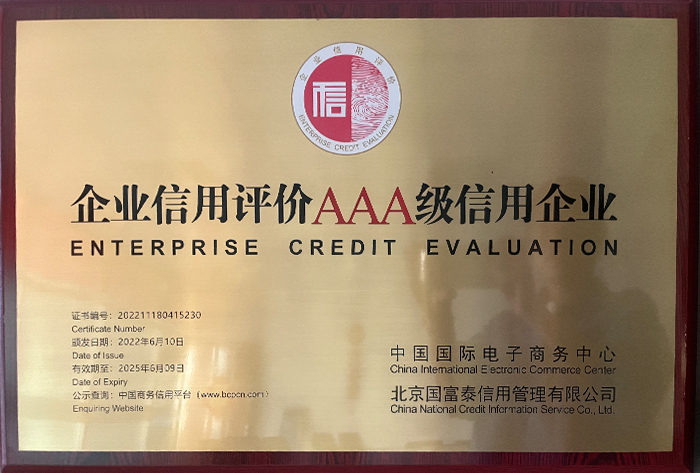 企业信用评价
信
ENTERPRISE CREDIT EVALUATION
企业信用评价AAA级信用企业
ENTERPRISE CREDIT EVALUATION
证书编号：202211180415230
Certificate Number
颁发日期：2022年6月10日
Date of Issue
有效期至：2025年6月09日
Date of Expiry
公示查询：中国商务信用平台（www.bcpcn.com）
Enquiring Website
中国国际电子商务中心
China International Electronic Commerce Center
北京国富泰信用管理有限公司
China National Credit Information Service Co., Ltd.